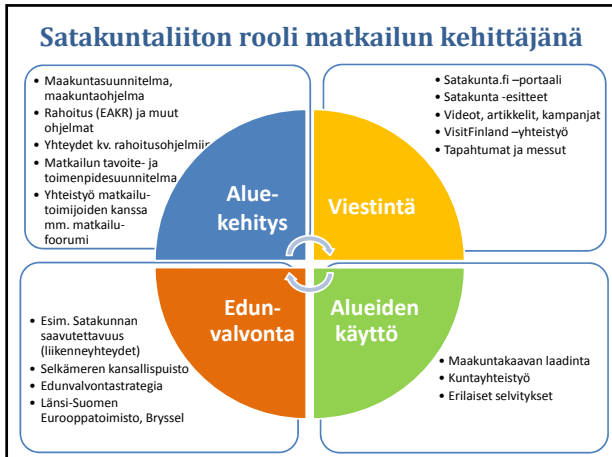 Satakuntaliiton rooli matkailun kehittäjänä
• Maakuntasuunnitelma,
maakuntaohjelma
• Rahoitus (EAKR) ja muut
ohjelmat
• Yhteydet kv. rahoitusohjelmiin
• Matkailun tavoite- ja
toimenpidesuunnitelma
• Yhteistyö matkailu-
toimijoiden kanssa
mm. matkailu-
foorumi
Alue-
kehitys
• Satakunta.fi –portaali
• Satakunta -esitteet
• Videot, artikkelit, kampanjat
• VisitFinland –yhteistyö
• Tapahtumat ja messut
Viestintä
• Esim. Satakunnan
saavutettavuus
(liikenneyhteydet)
• Selkämeren kansallispuisto
• Edunvalvontastrategia
• Länsi-Suomen
Eurooppatoimisto, Bryssel
Edun-
valvonta
Alueiden
käyttö
• Maakuntakaavan laadinta
• Kuntayhteistyö
• Erilaiset selvitykset